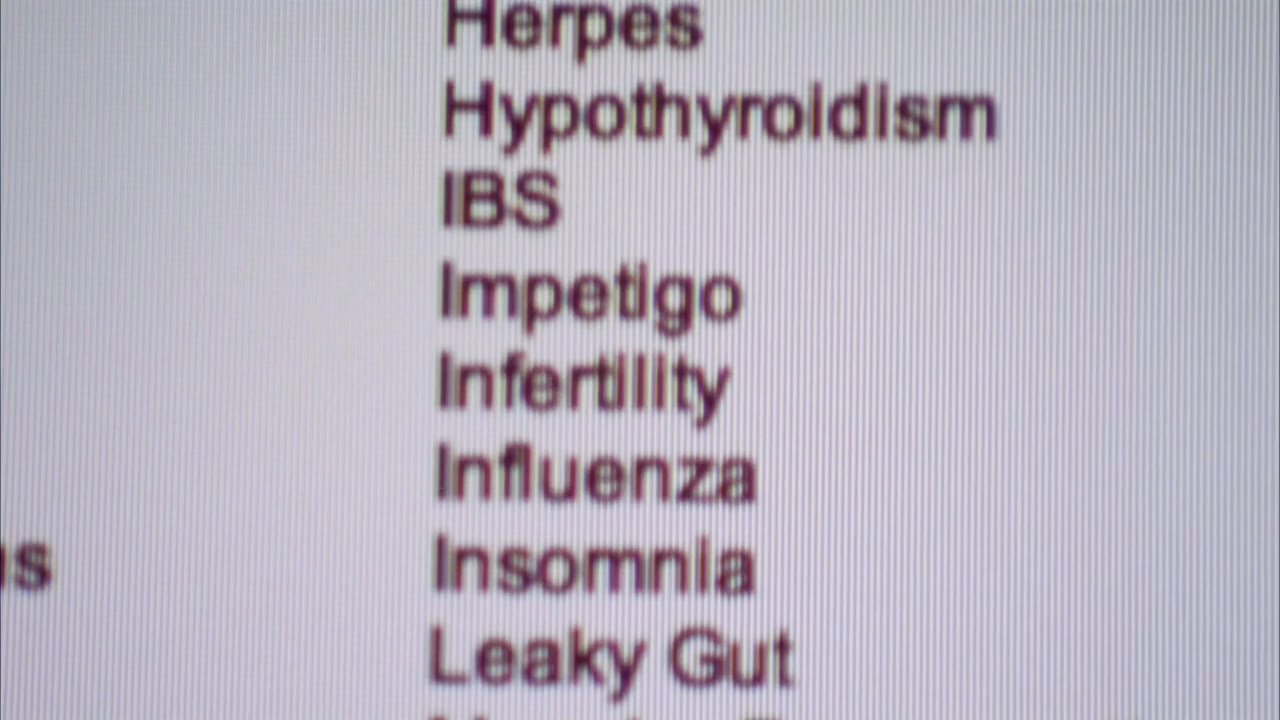 Herpes
Hypothyroidism
IBS
Impetigo
Infertility
Influenza
Insomnia
Leaky Gut